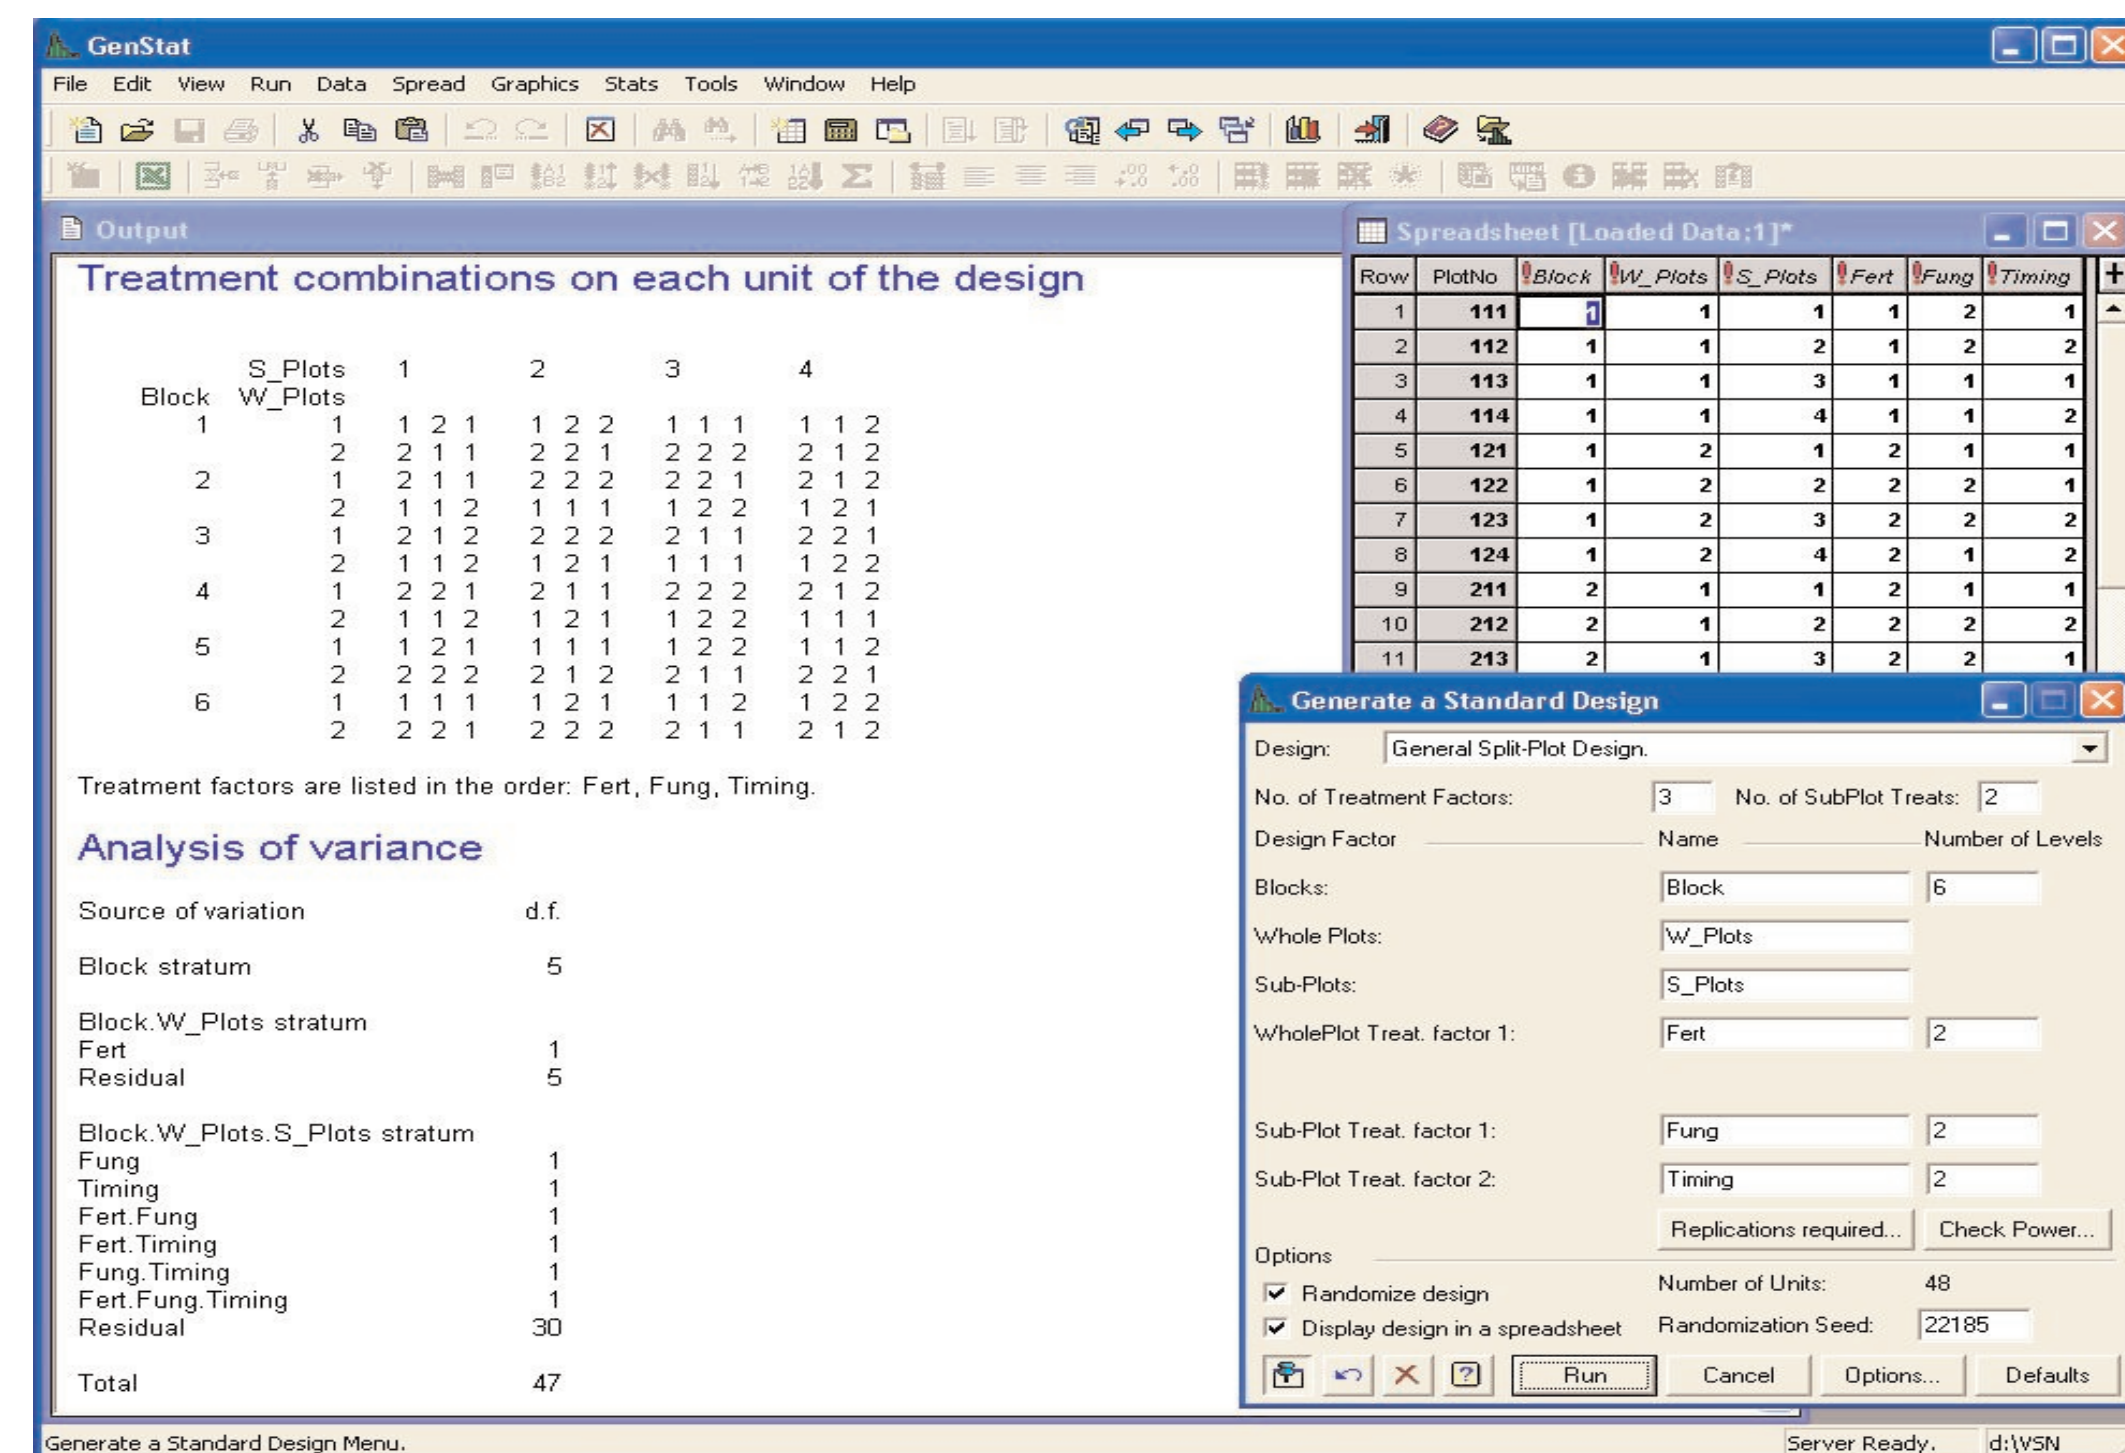 GenStat
File Edit View Run Data Spread Graphics Stats Tools Window Help
Output
Treatment combinations on each unit of the design
S_Plots 1 2 3 4
Block W_Plots
1 1 1 2 1 1 2 2 1 1 1 1 1 2
2 2 1 1 2 2 1 2 2 2 2 1 2
2 1 2 1 1 2 2 2 2 2 1 2 1 2
2 1 1 2 1 1 1 1 2 2 1 2 1
3 1 2 1 2 2 2 2 2 1 1 2 2 1
2 1 1 2 1 2 1 1 1 1 1 2 2
4 1 2 2 1 2 1 1 2 2 2 2 1 2
2 1 1 2 1 2 1 1 2 2 1 1 1
5 1 1 2 1 1 1 1 1 2 2 1 1 2
2 2 2 2 2 1 2 2 1 1 2 2 1
6 1 1 1 1 1 2 1 1 1 2 1 2 2
2 2 2 1 2 2 2 2 1 1 2 1 2
Treatment factors are listed in the order: Fert, Fung, Timing.
Analysis of variance
Source of variation d.f.
Block stratum 5
Block.W_Plots stratum
Fert 1
Residual 5
Block.W_Plots.S_Plots stratum
Fung 1
Timing 1
Fert.Fung 1
Fert.Timing 1
Fung.Timing 1
Fert.Fung.Timing 1
Residual 30
Total 47
Spreadsheet [Loaded Data;1]*
Row PlotNo Block W_Plots S_Plots Fert Fung Timing
1 111 1 1 1 1 2 1
2 112 1 1 2 1 2 2
3 113 1 1 3 1 1 1
4 114 1 1 4 1 1 2
5 121 1 2 1 2 1 1
6 122 1 2 2 2 2 1
7 123 1 2 3 2 2 2
8 124 1 2 4 2 1 2
9 211 2 1 1 2 1 1
10 212 2 1 2 2 2 2
11 213 2 1 3 2 2 1
Generate a Standard Design
Design: General Split-Plot Design.
No. of Treatment Factors: 3 No. of SubPlot Treats: 2
Design Factor Name Number of Levels
Blocks: Block 6
Whole Plots: W_Plots
Sub-Plots: S_Plots
WholePlot Treat. factor 1: Fert 2
Sub-Plot Treat. factor 1: Fung 2
Sub-Plot Treat. factor 2: Timing 2
Replications required... Check Power...
Options
Randomize design Number of Units: 48
Display design in a spreadsheet Randomization Seed: 22185
Run Cancel Options... Defaults
Generate a Standard Design Menu. Server Ready. d:\VSN